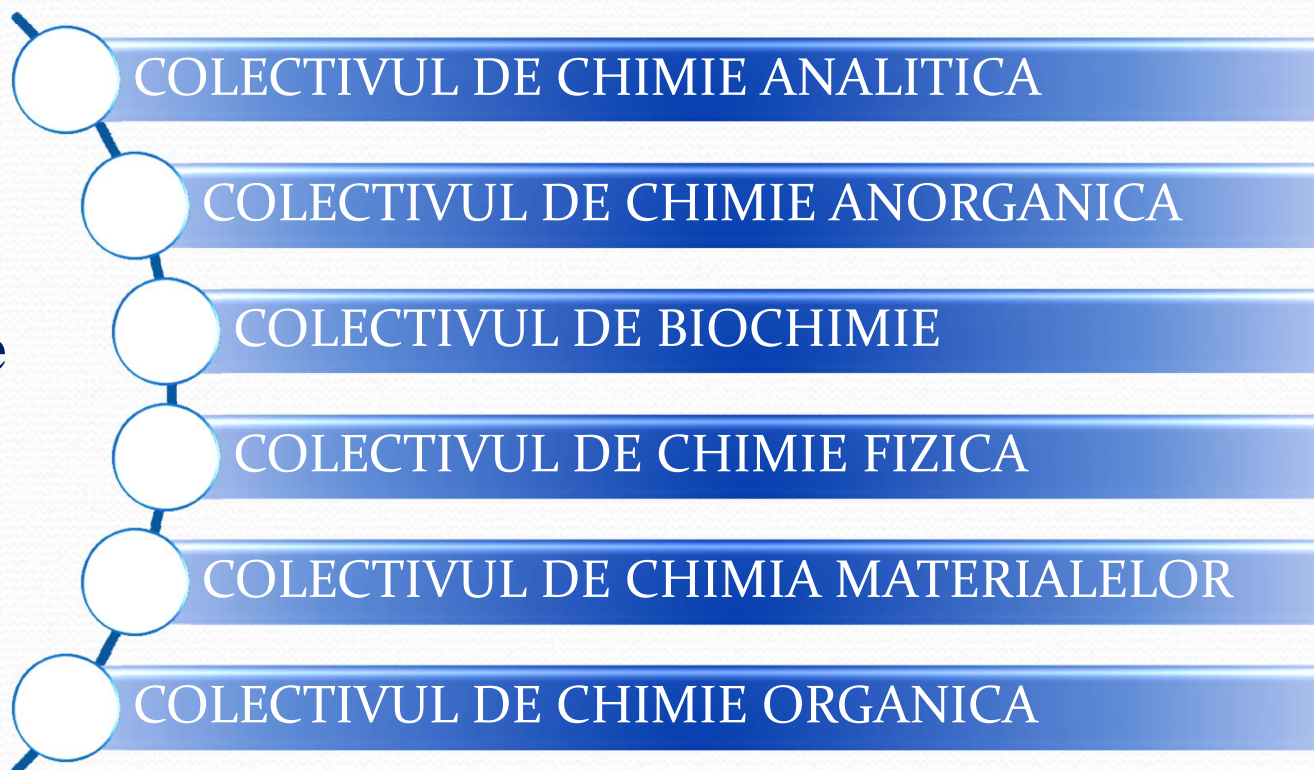 COLECTIVUL DE CHIMIE ANALITICA
COLECTIVUL DE CHIMIE ANORGANICA
COLECTIVUL DE BIOCHIMIE
COLECTIVUL DE CHIMIE FIZICA
COLECTIVUL DE CHIMIA MATERIALELOR
COLECTIVUL DE CHIMIE ORGANICA